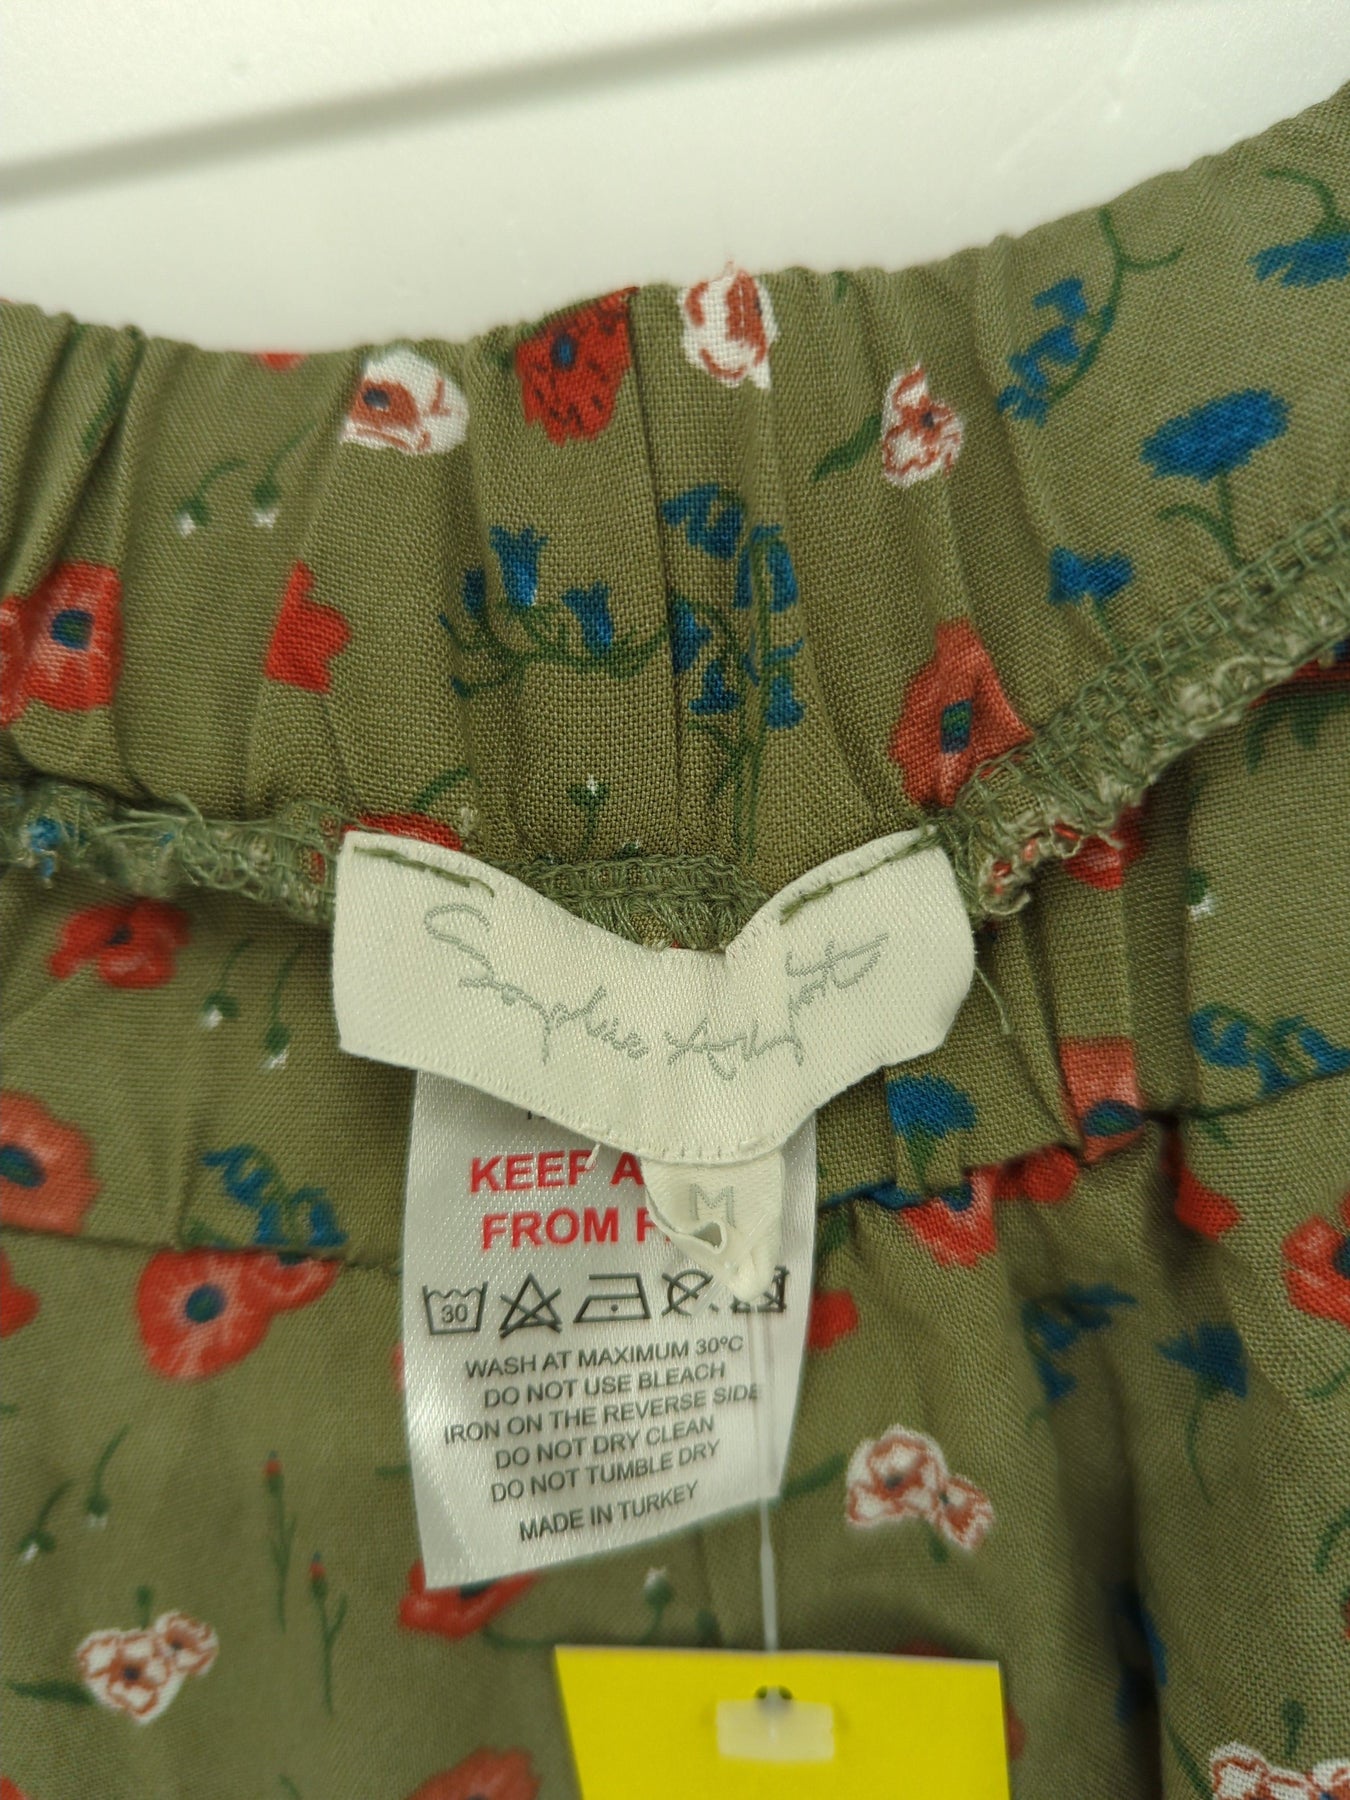 Sophie
M
KEEP A
FROM F
30
WASH AT MAXIMUM 30°C
DO NOT USE BLEACH
IRON ON THE REVERSE SIDE
DO NOT DRY CLEAN
DO NOT TUMBLE DRY
MADE IN TURKEY